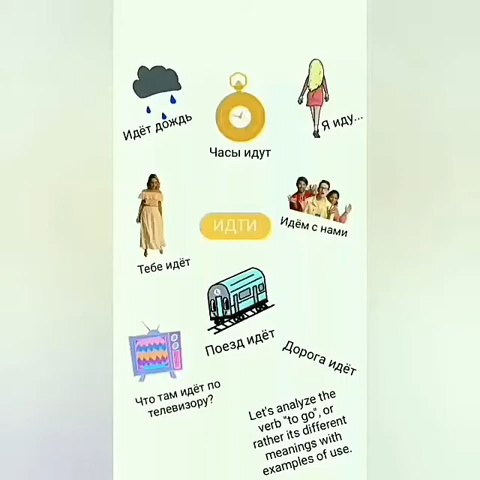 Идёт дождь
Часы идут
Я иду...
ИДТИ
Идём с нами
Тебе идёт
Поезд идёт
Дорога идёт
Что там идёт по
телевизору?
Let's analyze the
verb "to go", or
rather its different
meanings with
examples of use.